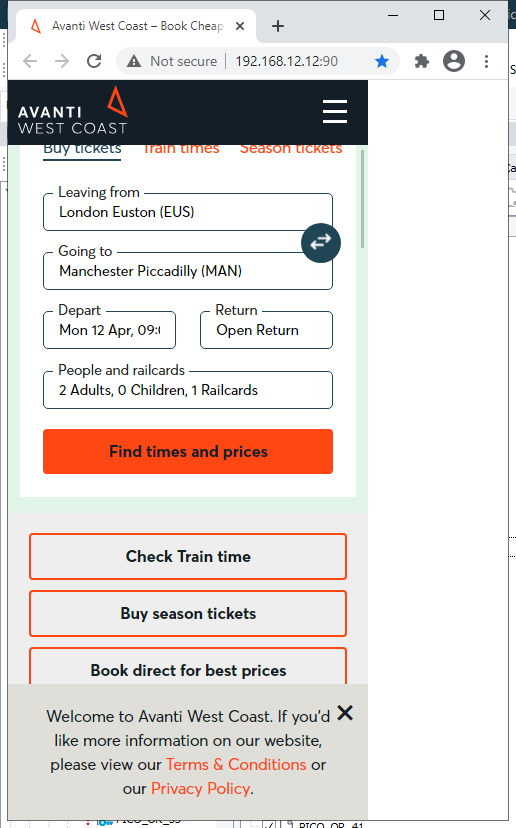 Avanti West Coast – Book Cheap
Not secure
192.168.12.12:90
AVANTI
WEST COAST
Buy tickets Train times Season tickets
Leaving from
London Euston (EUS)
Going to
Manchester Piccadilly (MAN)
Depart Return
Mon 12 Apr, 09:0 Open Return
People and railcards
2 Adults, 0 Children, 1 Railcards
Find times and prices
Check Train time
Buy season tickets
Book direct for best prices
Welcome to Avanti West Coast. If you'd
like more information on our website,
please view our Terms & Conditions or
our Privacy Policy.